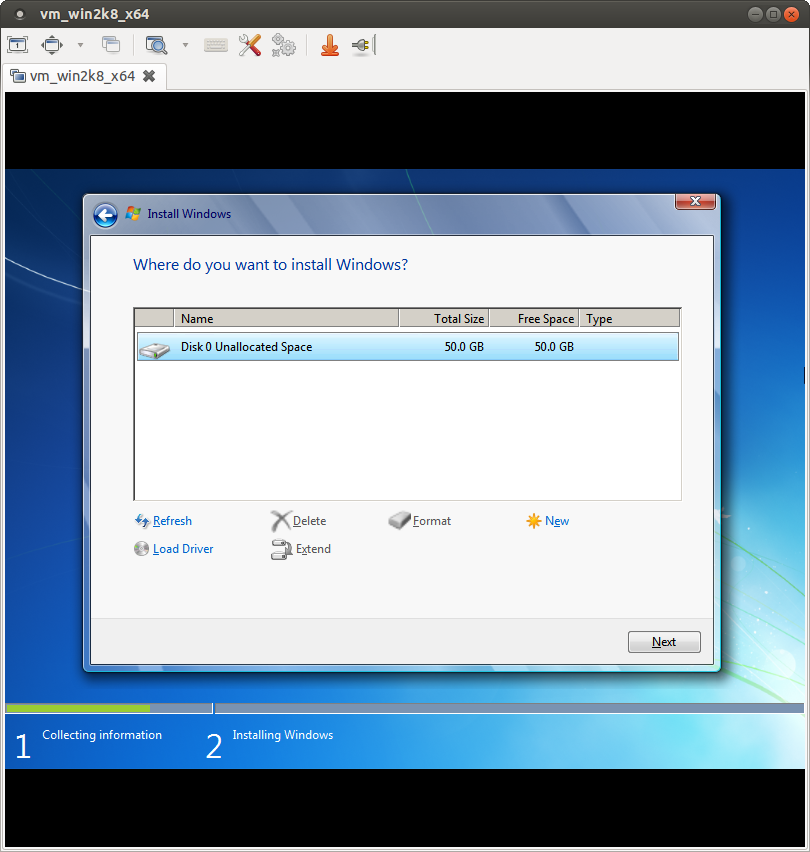 vm_win2k8_x64
vm_win2k8_x64
Install Windows
Where do you want to install Windows?
Name Total Size Free Space Type
Disk 0 Unallocated Space 50.0 GB 50.0 GB
Refresh Delete Format New
Load Driver Extend
Next
1 Collecting information 2 Installing Windows